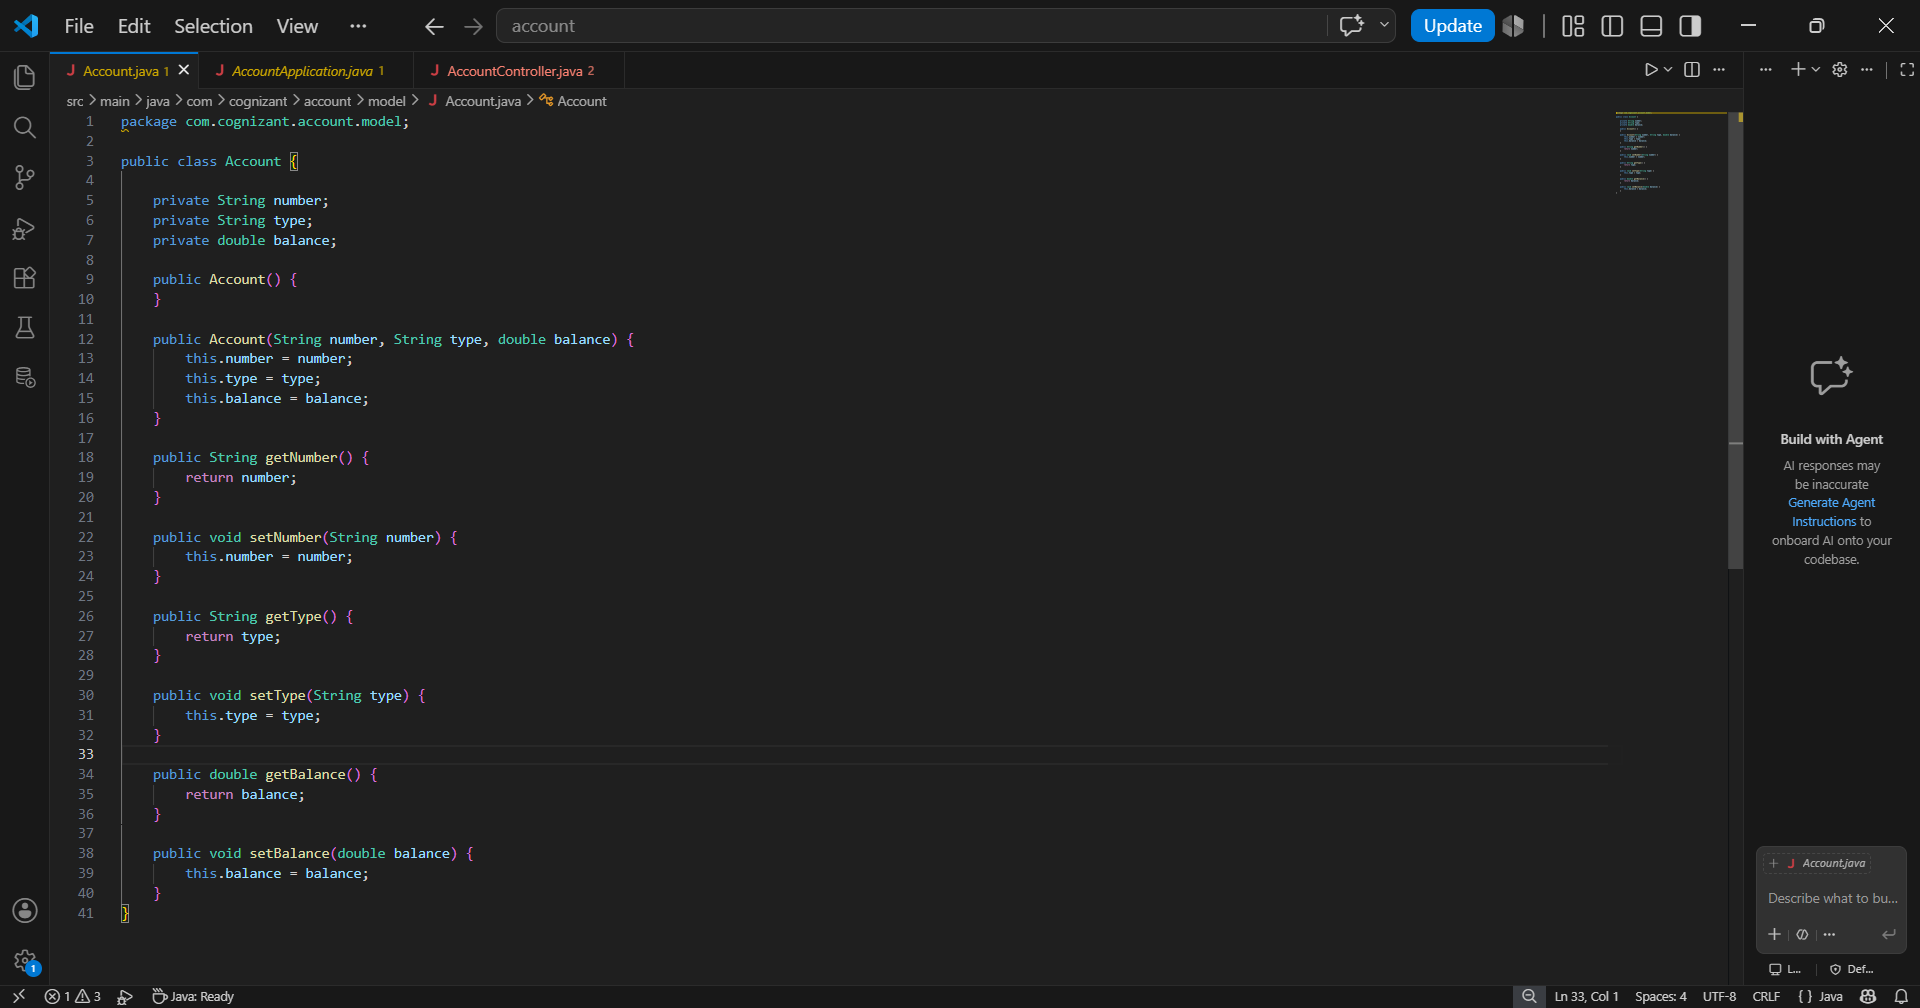 File Edit Selection View ··· account Update
Account.java 1 AccountApplication.java 1 AccountController.java 2
src > main > java > com > cognizant > account > model > Account.java > Account
1 package com.cognizant.account.model;
2
3 public class Account {
4
5 private String number;
6 private String type;
7 private double balance;
8
9 public Account() {
10 }
11
12 public Account(String number, String type, double balance) {
13 this.number = number;
14 this.type = type;
15 this.balance = balance;
16 }
17
18 public String getNumber() {
19 return number;
20 }
21
22 public void setNumber(String number) {
23 this.number = number;
24 }
25
26 public String getType() {
27 return type;
28 }
29
30 public void setType(String type) {
31 this.type = type;
32 }
33
34 public double getBalance() {
35 return balance;
36 }
37
38 public void setBalance(double balance) {
39 this.balance = balance;
40 }
41 }
Build with Agent
AI responses may
be inaccurate
Generate Agent
Instructions to
onboard AI onto your
codebase.
Account.java
Describe what to bu...
L... Def...
1
1 3 Java: Ready Ln 33, Col 1 Spaces: 4 UTF-8 CRLF { } Java